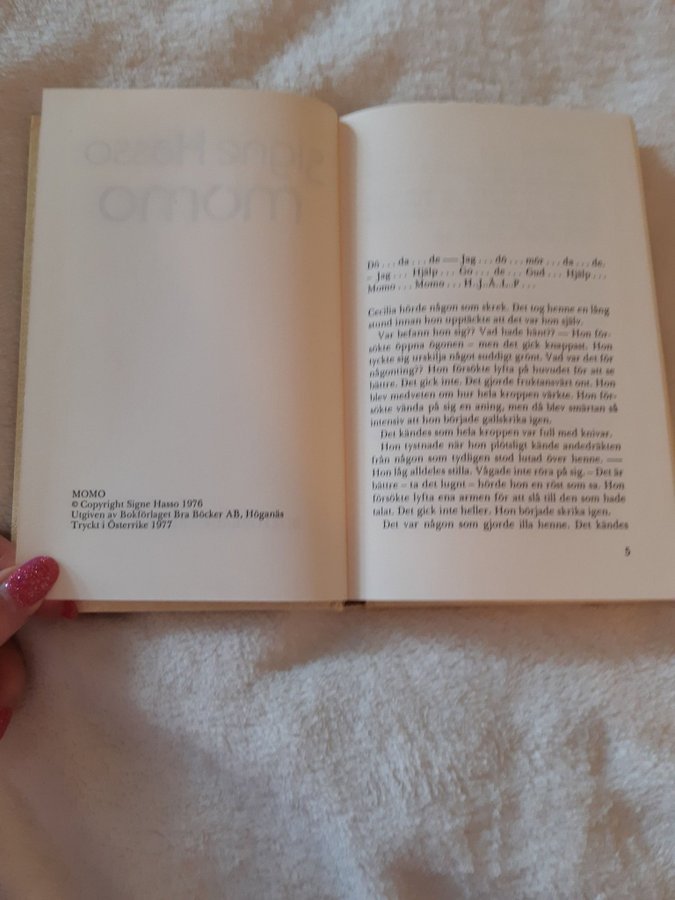 signe Hasso
momo
MOMO
© Copyright Signe Hasso 1976
Utgiven av Bokförlaget Bra Böcker AB, Höganäs
Tryckt i Österrike 1977
Dö . . . da . . . de — Jag . . . dö . . . mör . . . da . . . de.
– Jag . . . Hjälp . . . Go . . . de . . . Gud . . . Hjälp . . .
Momo . . . Momo . . . H..J..Ä..L..P . . .
Cecilia hörde någon som skrek. Det tog henne en lång
stund innan hon upptäckte att det var hon själv.
Var befann hon sig?? Vad hade hänt?? — Hon för-
sökte öppna ögonen – men det gick knappast. Hon
tyckte sig urskilja något suddigt grönt. Vad var det för
någonting?? Hon försökte lyfta på huvudet för att se
bättre. Det gick inte. Det gjorde fruktansvärt ont. Hon
blev medveten om hur hela kroppen värkte. Hon för-
sökte vända på sig en aning, men då blev smärtan så
intensiv att hon började gallskrika igen.
Det kändes som hela kroppen var full med knivar.
Hon tystnade när hon plötsligt kände andedräkten
från någon som tydligen stod lutad över henne. —
Hon låg alldeles stilla. Vågade inte röra på sig. – Det är
bättre – ta det lugnt – hörde hon en röst som sa. Hon
försökte lyfta ena armen för att slå till den som hade
talat. Det gick inte heller. Hon började skrika igen.
Det var någon som gjorde illa henne. Det kändes
5